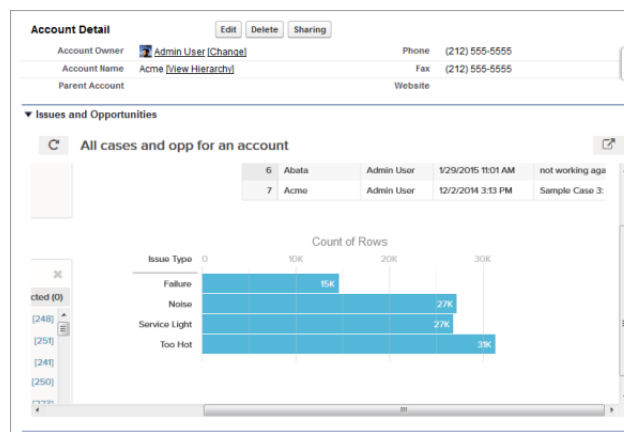 Account Detail Edit Delete Sharing
Account Owner Admin User [Change] Phone (212) 555-5555
Account Name Acme [View Hierarchy] Fax (212) 555-5555
Parent Account Website
Issues and Opportunities
All cases and opp for an account
6 Abata Admin User 1/29/2015 11:01 AM not working aga
7 Acme Admin User 12/2/2014 3:13 PM Sample Case 3:
Count of Rows
Issue Type 0 10K 20K 30K
Failure 15K
Noise 27K
Service Light 27K
Too Hot 31K
cted (0)
[248]
[251]
[241]
[250]